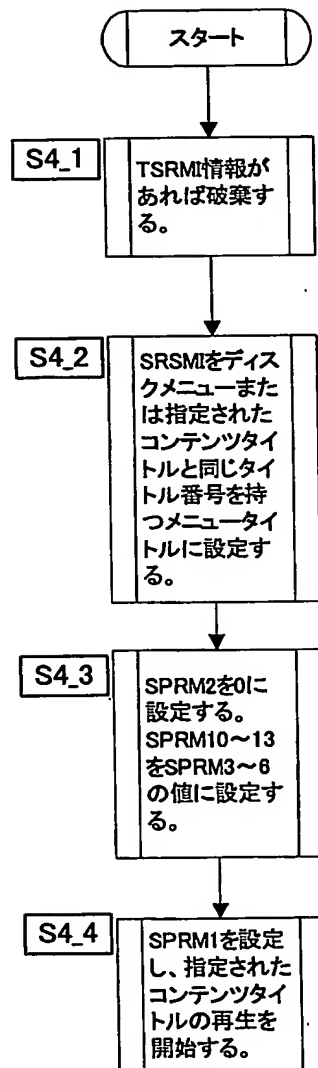 スタート
S4_1
TSRMI情報が
あれば破棄す
る。
S4_2
SRSMIをディス
クメニューまた
は指定された
コンテンツタイ
トルと同じタイ
トル番号を持
つメニュータイ
トルに設定す
る。
S4_3
SPRM2を0に
設定する。
SPRM10～13
をSPRM3～6
の値に設定す
る。
S4_4
SPRM1を設定
し、指定された
コンテンツタイ
トルの再生を
開始する。